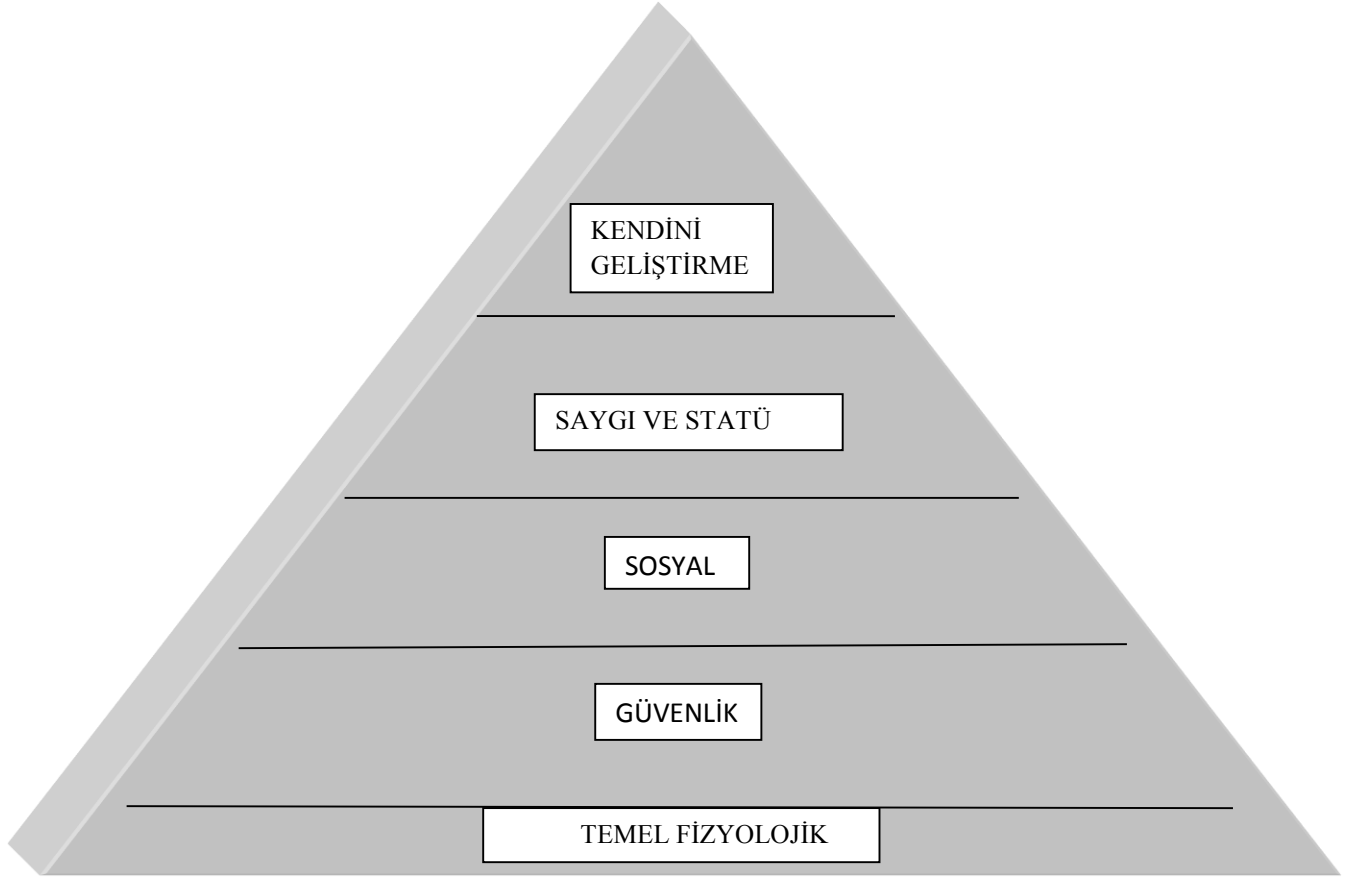 KENDİNİ
GELİŞTİRME
SAYGI VE STATÜ
SOSYAL
GÜVENLİK
TEMEL FİZYOLOJİK